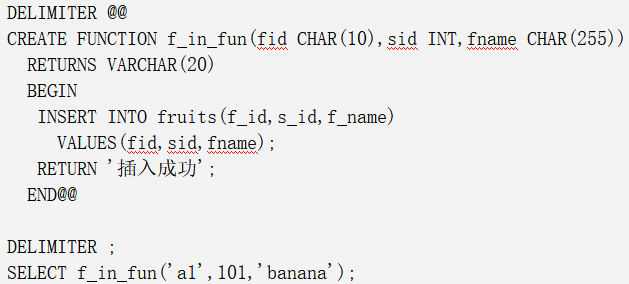 DELIMITER @@
CREATE FUNCTION f_in_fun(fid CHAR(10),sid INT,fname CHAR(255))
RETURNS VARCHAR(20)
BEGIN
INSERT INTO fruits(f_id,s_id,f_name)
VALUES(fid,sid,fname);
RETURN '插入成功';
END@@
DELIMITER ;
SELECT f_in_fun('a1',101,'banana');